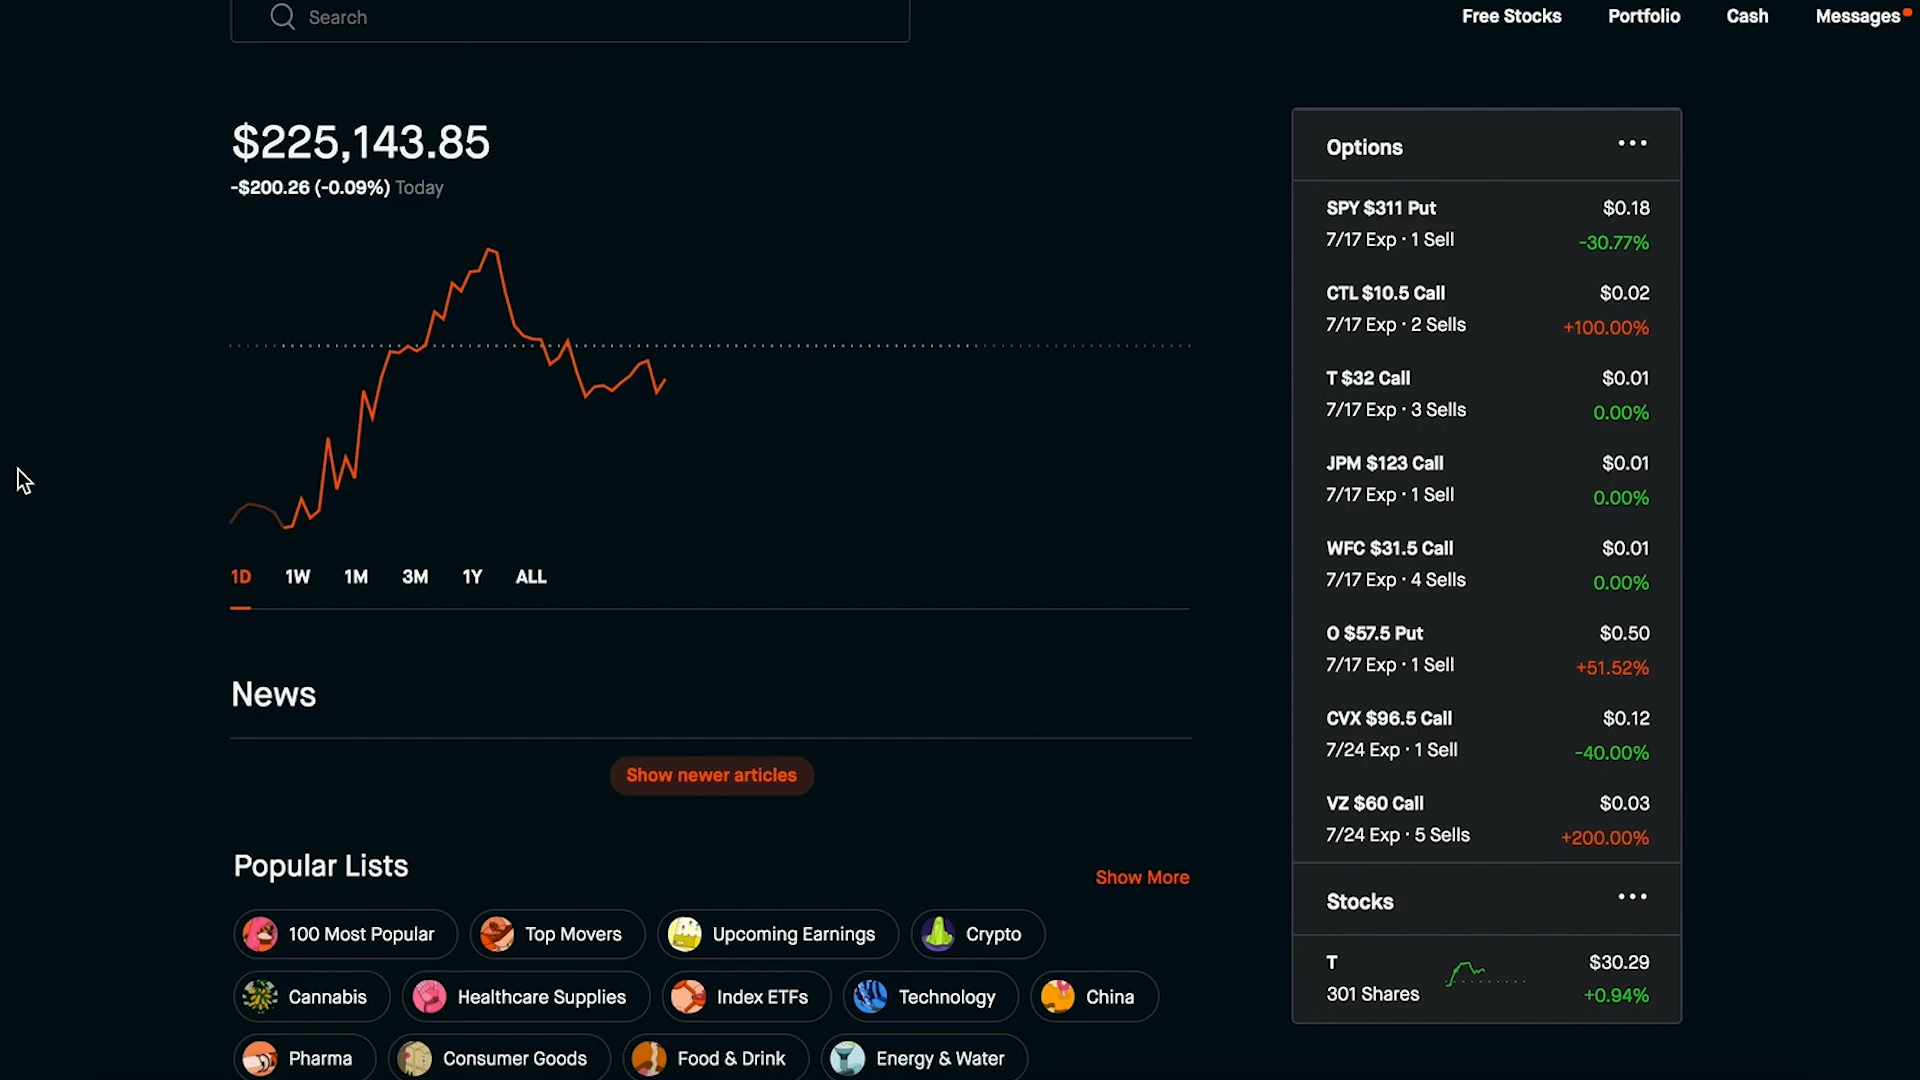 Search
Free Stocks
Portfolio
Cash
Messages
$225,143.85
-$200.26 (-0.09%) Today
1D
1W
1M
3M
1Y
ALL
News
Show newer articles
Popular Lists
Show More
100 Most Popular
Top Movers
Upcoming Earnings
Crypto
Cannabis
Healthcare Supplies
Index ETFs
Technology
China
Pharma
Consumer Goods
Food & Drink
Energy & Water
Options
SPY $311 Put $0.18
7/17 Exp · 1 Sell -30.77%
CTL $10.5 Call $0.02
7/17 Exp · 2 Sells +100.00%
T $32 Call $0.01
7/17 Exp · 3 Sells 0.00%
JPM $123 Call $0.01
7/17 Exp · 1 Sell 0.00%
WFC $31.5 Call $0.01
7/17 Exp · 4 Sells 0.00%
O $57.5 Put $0.50
7/17 Exp · 1 Sell +51.52%
CVX $96.5 Call $0.12
7/24 Exp · 1 Sell -40.00%
VZ $60 Call $0.03
7/24 Exp · 5 Sells +200.00%
Stocks
T $30.29
301 Shares +0.94%